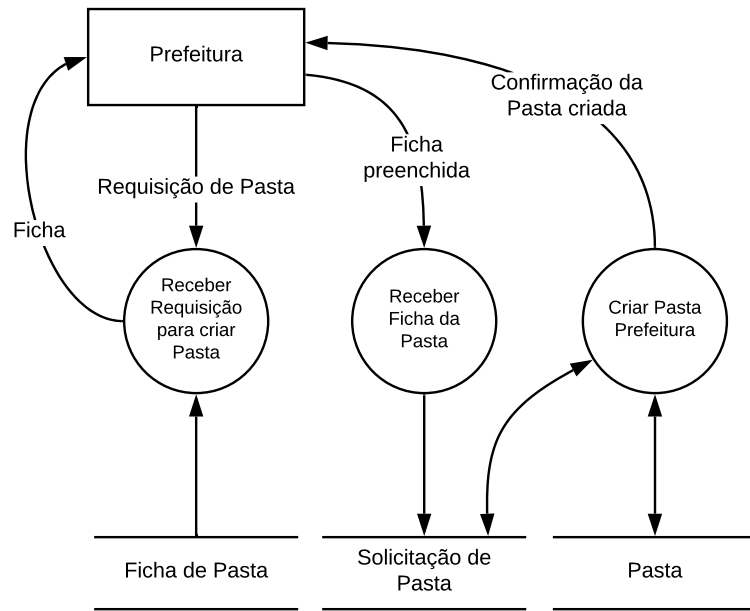 Prefeitura
Confirmação da
Pasta criada
Ficha
preenchida
Requisição de Pasta
Ficha
Receber
Requisição
para criar
Pasta
Receber
Ficha da
Pasta
Criar Pasta
Prefeitura
Ficha de Pasta
Solicitação de
Pasta
Pasta